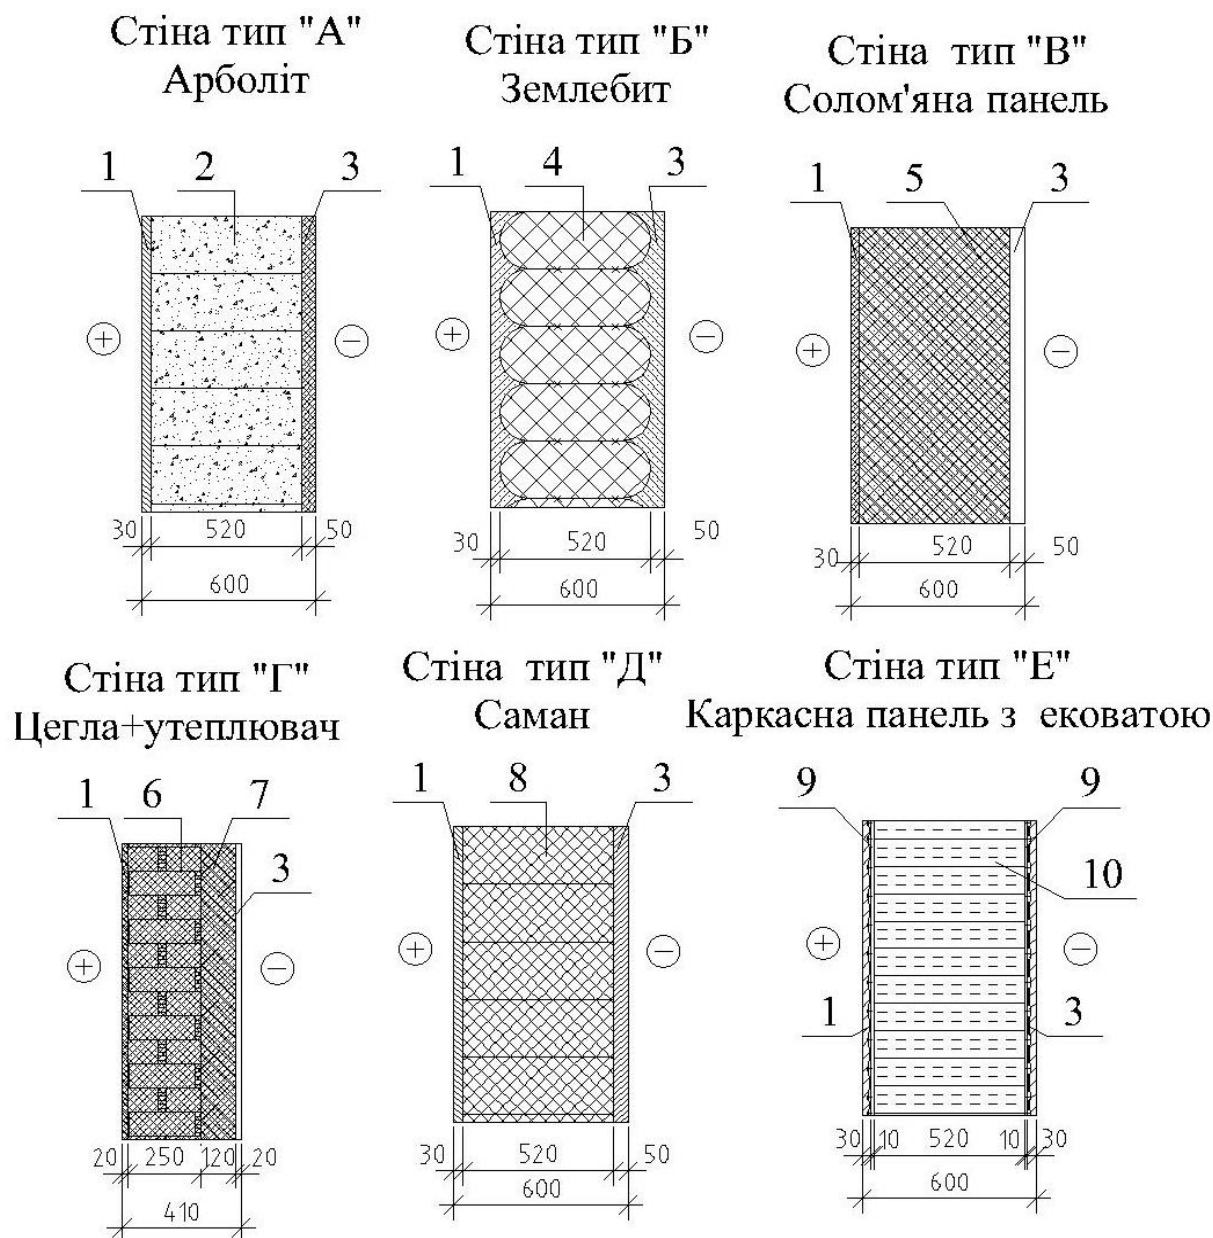 Стіна тип "А"
Арболіт
1 2 3
30 520 50
600
Стіна тип "Б"
Землебит
1 4 3
30 520 50
600
Стіна тип "В"
Солом'яна панель
1 5 3
30 520 50
600
Стіна тип "Г"
Цегла+утеплювач
1 6 7
3
20 250 120 20
410
Стіна тип "Д"
Саман
1 8 3
30 520 50
600
Стіна тип "Е"
Каркасна панель з ековатою
9 9
10
1 3
30 10 520 10 30
600